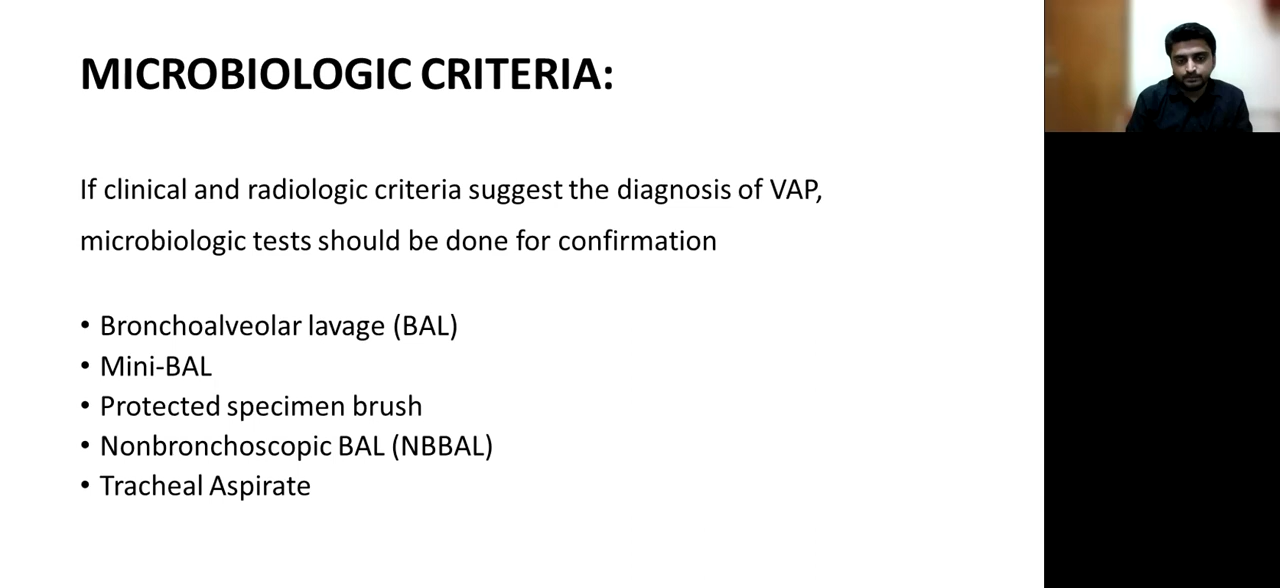 MICROBIOLOGIC CRITERIA:
If clinical and radiologic criteria suggest the diagnosis of VAP,
microbiologic tests should be done for confirmation
• Bronchoalveolar lavage (BAL)
• Mini-BAL
• Protected specimen brush
• Nonbronchoscopic BAL (NBBAL)
• Tracheal Aspirate